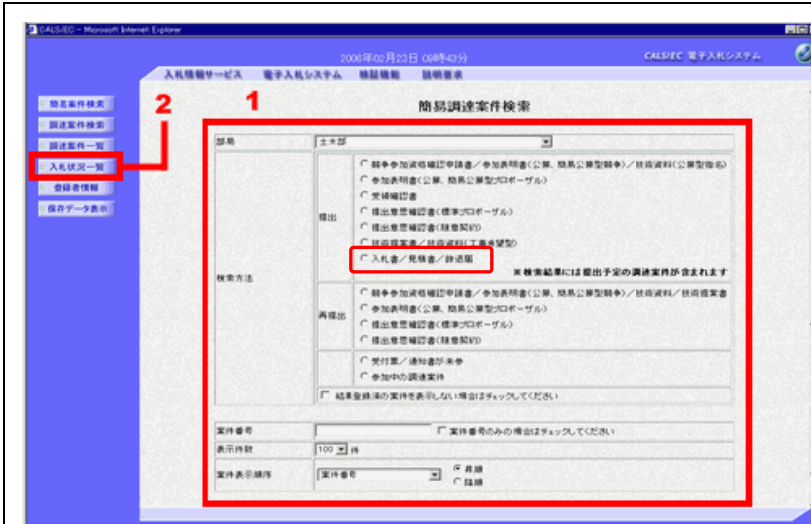 CALS/EC - Microsoft Internet Explorer
2006年02月23日 09時43分
CALS/EC 電子入札システム
入札情報サービス 電子入札システム 検証機能 説明要求
簡易案件検索
調達案件検索
調達案件一覧
入札状況一覧
登録者情報
保存データ表示
2
1
簡易調達案件検索
部局
土木部
検索方法
提出
競争参加資格確認申請書/参加表明書(公募、簡易公募型競争)/技術資料(公募型指名)
参加表明書(公募、簡易公募型プロポーザル)
受領確認書
提出意思確認書(標準プロポーザル)
提出意思確認書(随意契約)
技術提案書/技術資料(工事希望型)
入札書/見積書/辞退届
※検索結果には提出予定の調達案件が含まれます
再提出
競争参加資格確認申請書/参加表明書(公募、簡易公募型競争)/技術資料/技術提案書
参加表明書(公募、簡易公募型プロポーザル)
提出意思確認書(標準プロポーザル)
提出意思確認書(随意契約)
受付票/通知書が未参
参加中の調達案件
結果登録済の案件を表示しない場合はチェックしてください
案件番号
案件番号のみの場合はチェックしてください
表示件数
100 件
案件表示順序
案件番号
昇順
降順